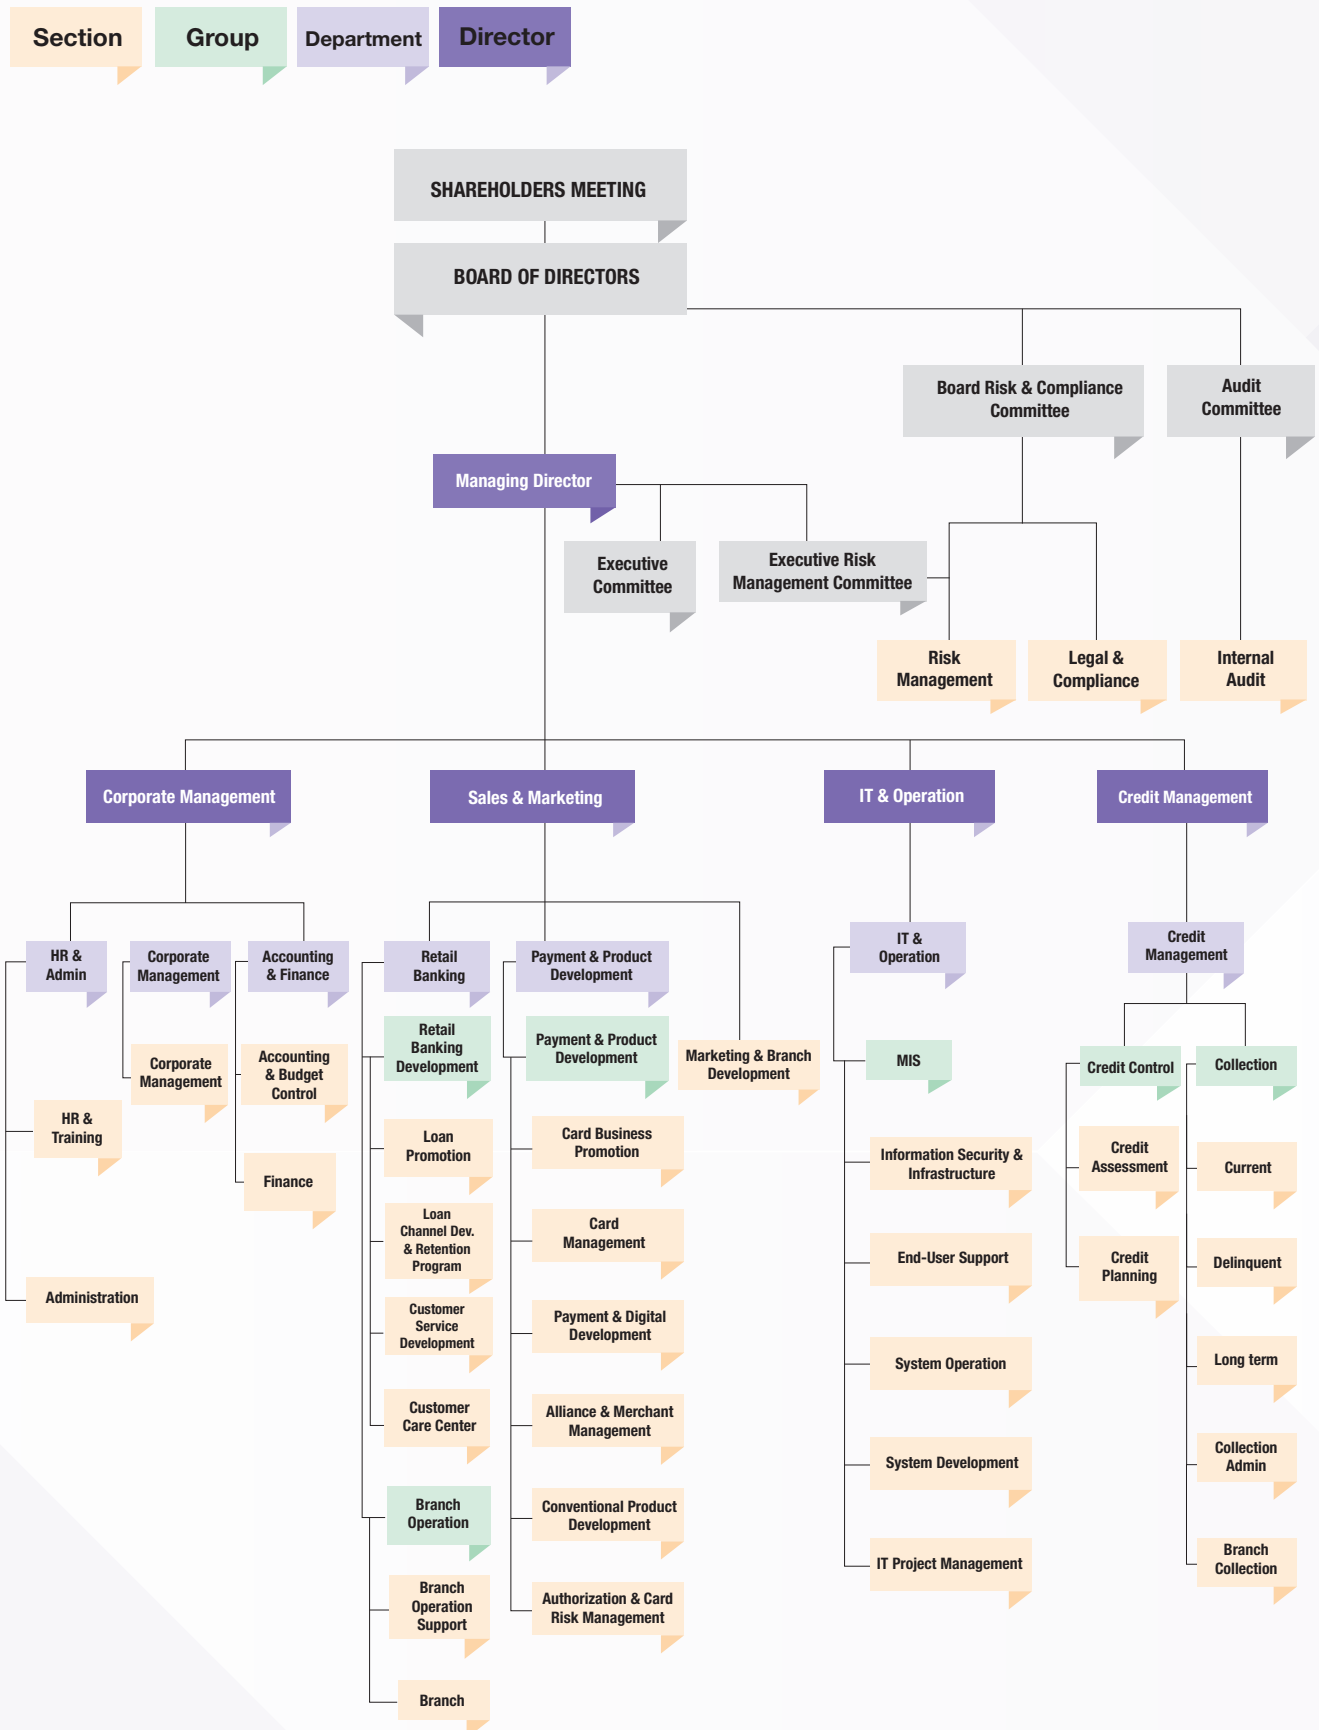 Section
Group
Department
Director
SHAREHOLDERS MEETING
BOARD OF DIRECTORS
Board Risk & Compliance
Committee
Audit
Committee
Managing Director
Executive
Committee
Executive Risk
Management Committee
Risk
Management
Legal &
Compliance
Internal
Audit
Corporate Management
Sales & Marketing
IT & Operation
Credit Management
HR &
Admin
Corporate
Management
Accounting
& Finance
Retail
Banking
Payment & Product
Development
IT &
Operation
Credit
Management
Corporate
Management
Accounting
& Budget
Control
HR &
Training
Finance
Administration
Retail
Banking
Development
Loan
Promotion
Loan
Channel Dev.
& Retention
Program
Customer
Service
Development
Customer
Care Center
Branch
Operation
Branch
Operation
Support
Branch
Payment & Product
Development
Card Business
Promotion
Card
Management
Payment & Digital
Development
Alliance & Merchant
Management
Conventional Product
Development
Authorization & Card
Risk Management
Marketing & Branch
Development
MIS
Information Security &
Infrastructure
End-User Support
System Operation
System Development
IT Project Management
Credit Control
Credit
Assessment
Credit
Planning
Collection
Current
Delinquent
Long term
Collection
Admin
Branch
Collection